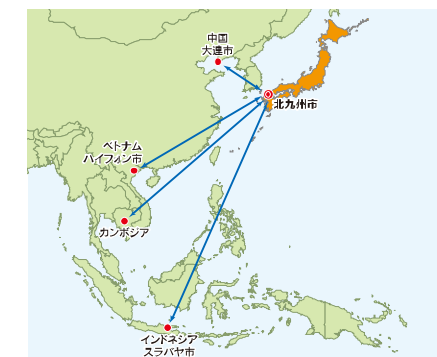 中国
大連市
北九州市
ベトナム
ハイフォン市
カンボジア
インドネシア
スラバヤ市